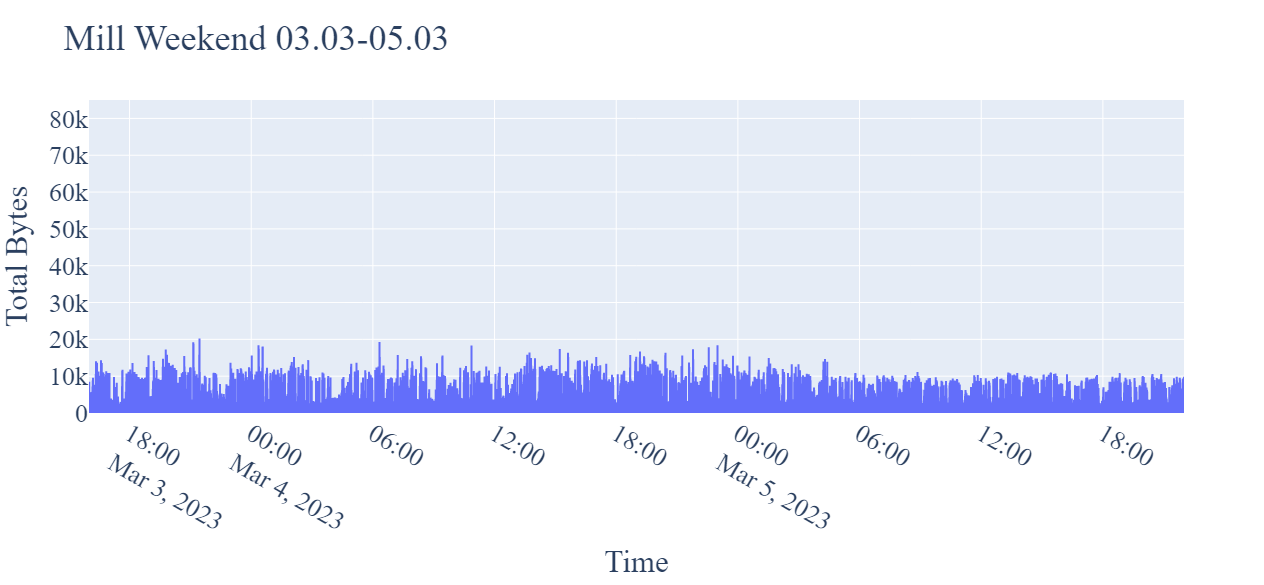 Mill Weekend 03.03-05.03
Total Bytes
80k
70k
60k
50k
40k
30k
20k
10k
0
18:00
Mar 3, 2023
00:00
Mar 4, 2023
06:00
12:00
18:00
00:00
Mar 5, 2023
06:00
12:00
18:00
Time